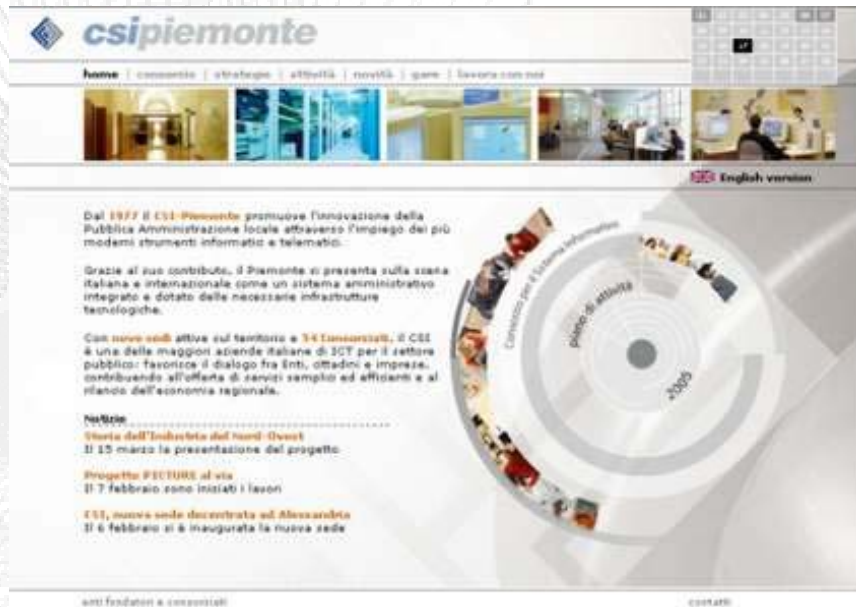 csipiemonte
home | consorzio | strategie | attività | novità | gare | lavora con noi
English version
Dal 1977 il CSI-Piemonte promuove l'innovazione della
Pubblica Amministrazione locale attraverso l'impiego dei più
moderni strumenti informatici e telematici.
Grazie al suo contributo, il Piemonte si presenta sulla scena
italiana e internazionale come un sistema amministrativo
integrato e dotato delle necessarie infrastrutture
tecnologiche.
Con nove sedi attive sul territorio e 54 Consorziati, il CSI
è una delle maggiori aziende italiane di ICT per il settore
pubblico: favorisce il dialogo fra Enti, cittadini e imprese,
contribuendo all'offerta di servizi semplici ed efficienti e al
rilancio dell'economia regionale.
Consorzio per il Sistema Informativo
piano di attività
2005
Notizie
Storia dell'Industria del Nord-Ovest
Il 15 marzo la presentazione del progetto
Progetto PICTURE al via
Il 7 febbraio sono iniziati i lavori
CSI, nuova sede decentrata ad Alessandria
Il 6 febbraio si è inaugurata la nuova sede
enti fondatori e consorziati
contatti